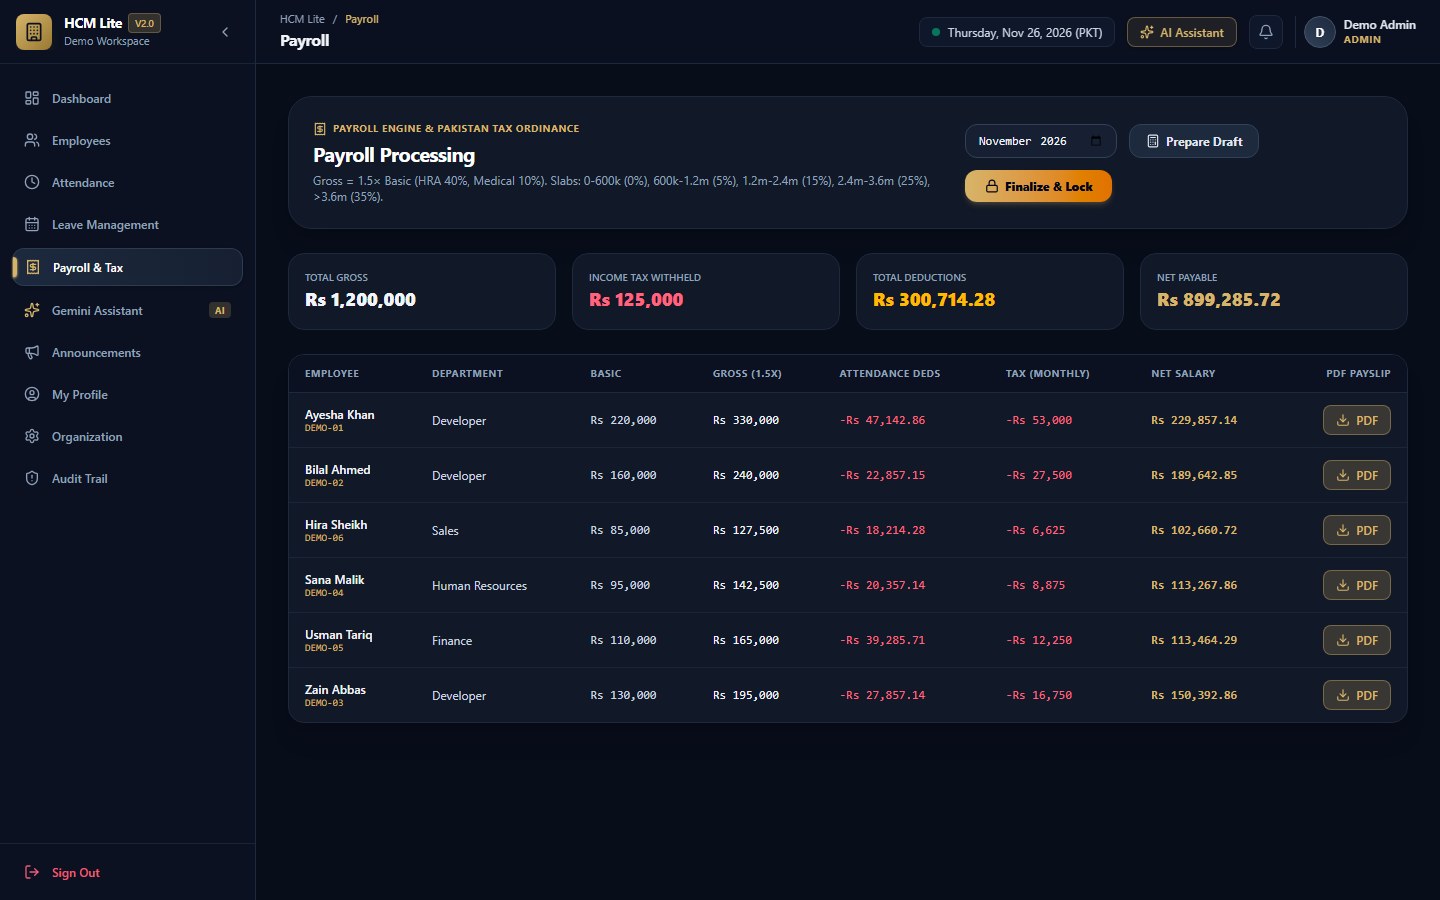 HCM Lite V2.0
Demo Workspace
Dashboard
Employees
Attendance
Leave Management
Payroll & Tax
Gemini Assistant AI
Announcements
My Profile
Organization
Audit Trail
Sign Out
HCM Lite / Payroll
Payroll
Thursday, Nov 26, 2026 (PKT)
AI Assistant
D
Demo Admin
ADMIN
PAYROLL ENGINE & PAKISTAN TAX ORDINANCE
Payroll Processing
Gross = 1.5× Basic (HRA 40%, Medical 10%). Slabs: 0-600k (0%), 600k-1.2m (5%), 1.2m-2.4m (15%), 2.4m-3.6m (25%),
>3.6m (35%).
November 2026
Prepare Draft
Finalize & Lock
TOTAL GROSS
Rs 1,200,000
INCOME TAX WITHHELD
Rs 125,000
TOTAL DEDUCTIONS
Rs 300,714.28
NET PAYABLE
Rs 899,285.72
EMPLOYEE DEPARTMENT BASIC GROSS (1.5X) ATTENDANCE DEDS TAX (MONTHLY) NET SALARY PDF PAYSLIP
Ayesha Khan Developer Rs 220,000 Rs 330,000 -Rs 47,142.86 -Rs 53,000 Rs 229,857.14 PDF
DEMO-01
Bilal Ahmed Developer Rs 160,000 Rs 240,000 -Rs 22,857.15 -Rs 27,500 Rs 189,642.85 PDF
DEMO-02
Hira Sheikh Sales Rs 85,000 Rs 127,500 -Rs 18,214.28 -Rs 6,625 Rs 102,660.72 PDF
DEMO-06
Sana Malik Human Resources Rs 95,000 Rs 142,500 -Rs 20,357.14 -Rs 8,875 Rs 113,267.86 PDF
DEMO-04
Usman Tariq Finance Rs 110,000 Rs 165,000 -Rs 39,285.71 -Rs 12,250 Rs 113,464.29 PDF
DEMO-05
Zain Abbas Developer Rs 130,000 Rs 195,000 -Rs 27,857.14 -Rs 16,750 Rs 150,392.86 PDF
DEMO-03